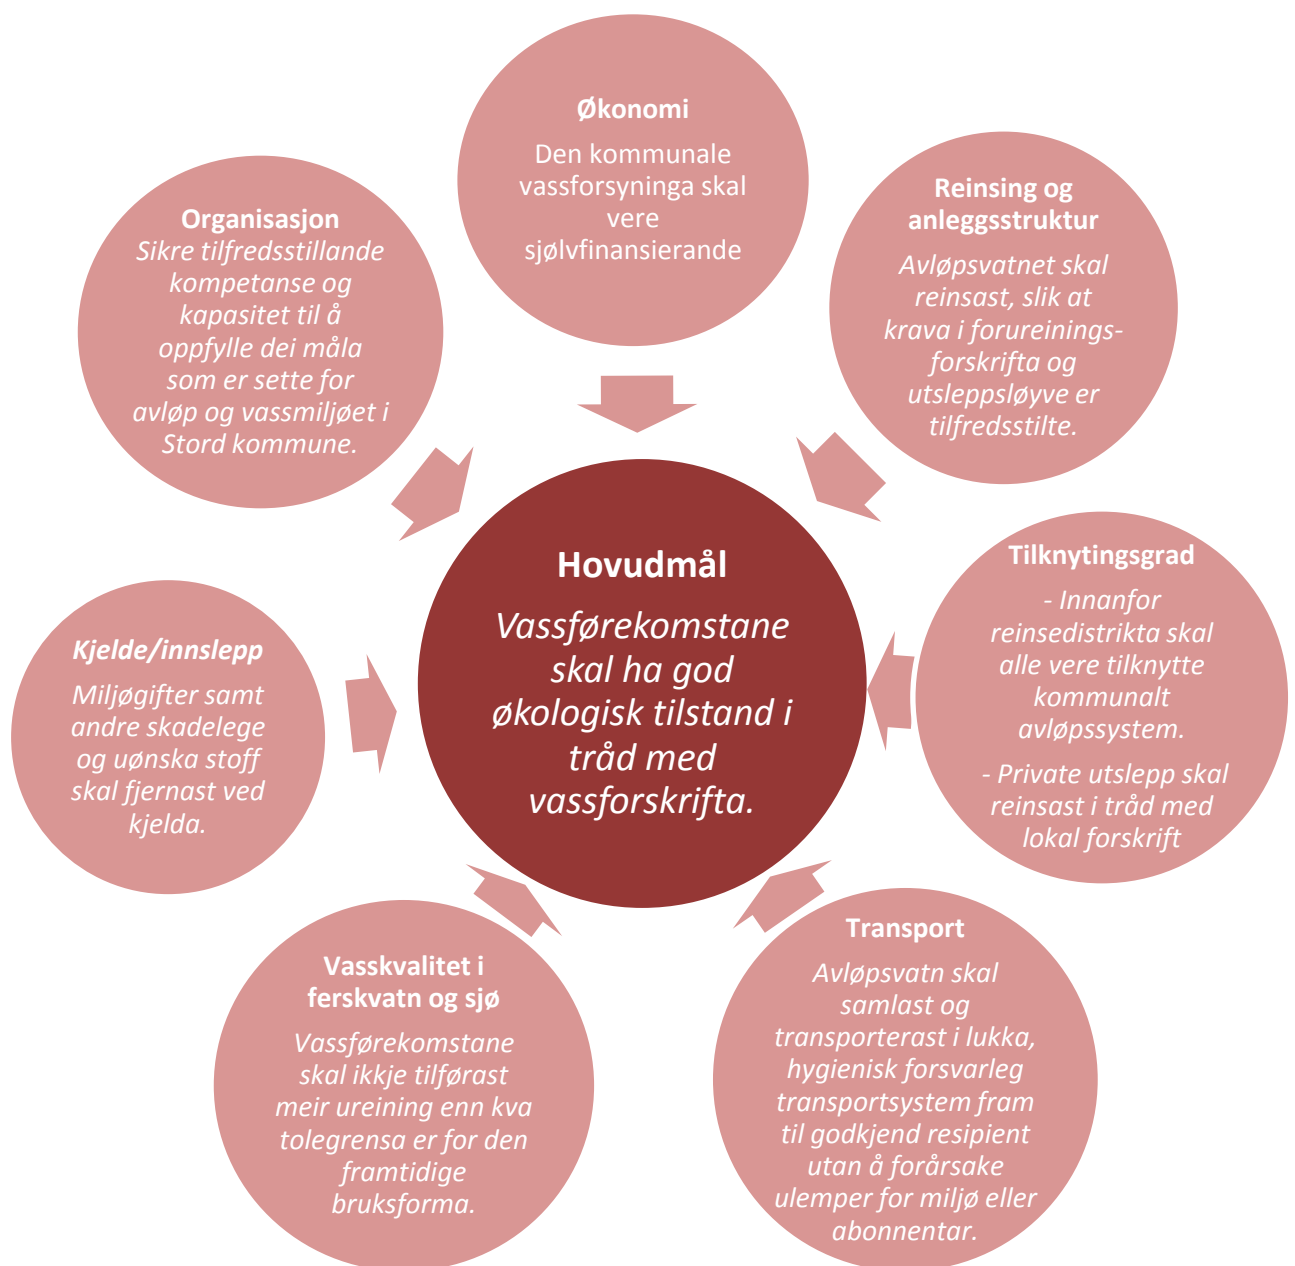 Økonomi
Den kommunale
vassforsyninga skal
vere
sjølvfinansierande
Reinsing og
anleggsstruktur
Avløpsvatnet skal
reinsast, slik at
krava i forureinings-
forskrifta og
utsleppsløyve er
tilfredsstilte.
Tilknytingsgrad
- Innanfor
reinsedistrikta skal
alle vere tilknytte
kommunalt
avløpssystem.
- Private utslepp skal
reinsast i tråd med
lokal forskrift
Transport
Avløpsvatn skal
samlast og
transporterast i lukka,
hygienisk forsvarleg
transportsystem fram
til godkjend resipient
utan å forårsake
ulemper for miljø eller
abonnentar.
Vasskvalitet i
ferskvatn og sjø
Vassførekomstane
skal ikkje tilførast
meir ureining enn kva
tolegrensa er for den
framtidige
bruksforma.
Kjelde/innslepp
Miljøgifter samt
andre skadelege
og uønska stoff
skal fjernast ved
kjelda.
Organisasjon
Sikre tilfredsstillande
kompetanse og
kapasitet til å
oppfylle dei måla
som er sette for
avløp og vassmiljøet i
Stord kommune.
Hovudmål
Vassførekomstane
skal ha god
økologisk tilstand i
tråd med
vassforskrifta.